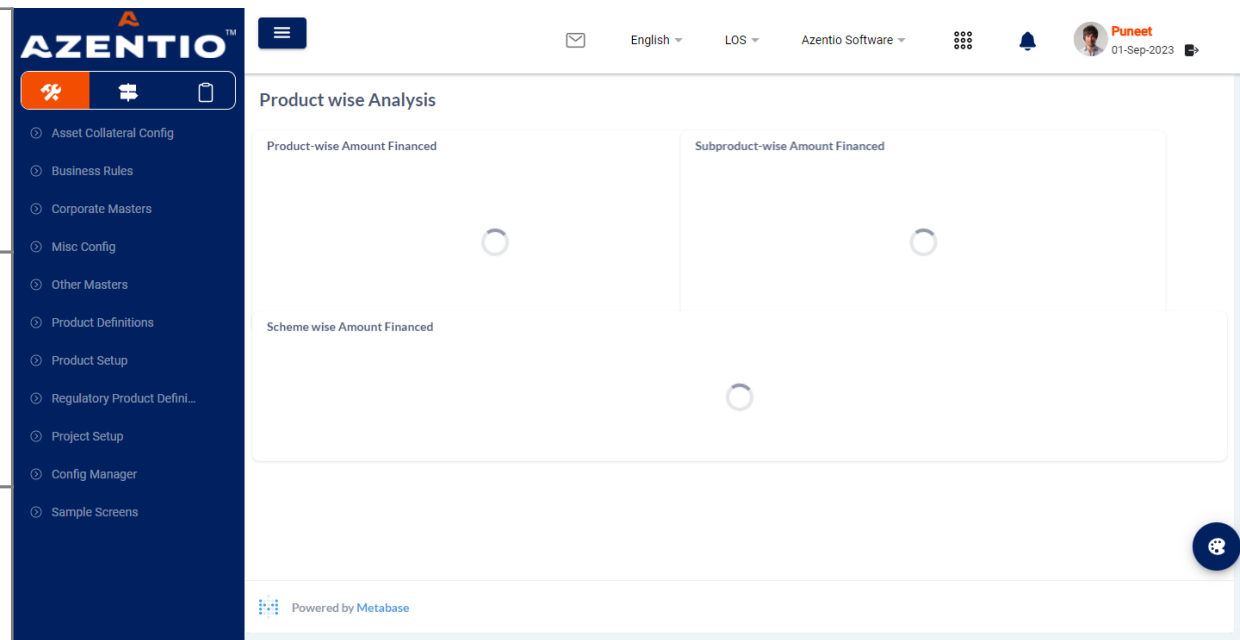 AZENTIO™
English
LOS
Azentio Software
Puneet
01-Sep-2023
Asset Collateral Config
Business Rules
Corporate Masters
Misc Config
Other Masters
Product Definitions
Product Setup
Regulatory Product Defini...
Project Setup
Config Manager
Sample Screens
Product wise Analysis
Product-wise Amount Financed
Subproduct-wise Amount Financed
Scheme wise Amount Financed
Powered by Metabase